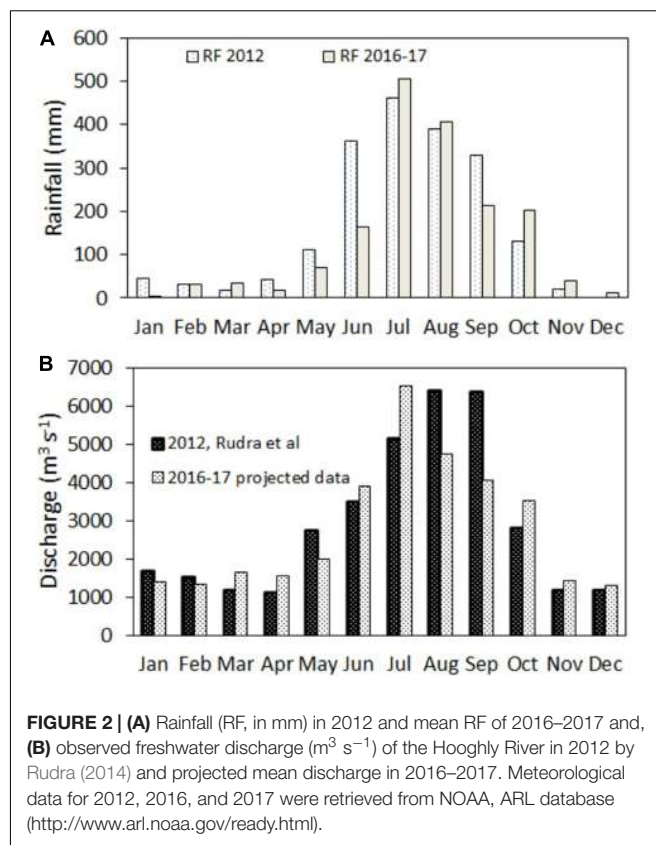 A
600
500
400
300
200
100
0
Rainfall (mm)
RF 2012 RF 2016-17
Jan Feb Mar Apr May Jun Jul Aug Sep Oct Nov Dec
B
7000
6000
5000
4000
3000
2000
1000
0
Discharge (m³ s⁻¹)
2012, Rudra et al
2016-17 projected data
Jan Feb Mar Apr May Jun Jul Aug Sep Oct Nov Dec
FIGURE 2 | (A) Rainfall (RF, in mm) in 2012 and mean RF of 2016–2017 and,
(B) observed freshwater discharge (m³ s⁻¹) of the Hooghly River in 2012 by
Rudra (2014) and projected mean discharge in 2016–2017. Meteorological
data for 2012, 2016, and 2017 were retrieved from NOAA, ARL database
(http://www.arl.noaa.gov/ready.html).